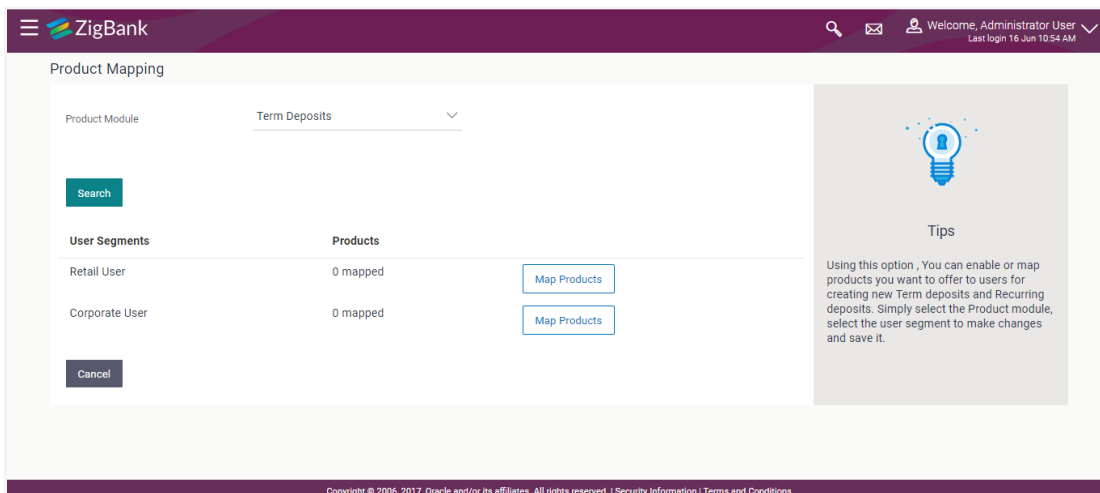 ZigBank
Welcome, Administrator User
Last login 16 Jun 10:54 AM
Product Mapping
Product Module
Term Deposits
Search
User Segments Products
Retail User 0 mapped Map Products
Corporate User 0 mapped Map Products
Cancel
Tips
Using this option , You can enable or map
products you want to offer to users for
creating new Term deposits and Recurring
deposits. Simply select the Product module,
select the user segment to make changes
and save it.
Copyright © 2006, 2017, Oracle and/or its affiliates. All rights reserved. | Security Information | Terms and Conditions